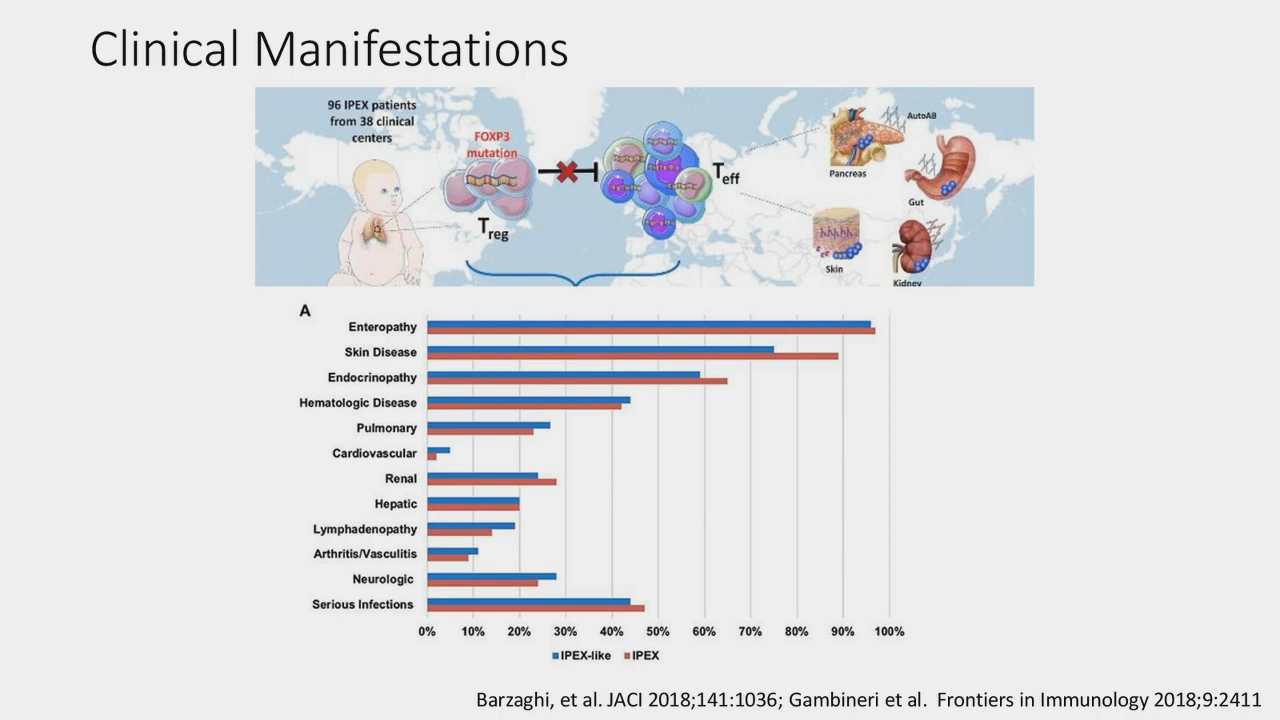 Clinical Manifestations
96 IPEX patients
from 38 clinical
centers
FOXP3
mutation
Treg
Teff
AutoAB
Pancreas
Gut
Skin
Kidney
A
Enteropathy
Skin Disease
Endocrinopathy
Hematologic Disease
Pulmonary
Cardiovascular
Renal
Hepatic
Lymphadenopathy
Arthritis/Vasculitis
Neurologic
Serious Infections
0% 10% 20% 30% 40% 50% 60% 70% 80% 90% 100%
IPEX-like IPEX
Barzaghi, et al. JACI 2018;141:1036; Gambineri et al. Frontiers in Immunology 2018;9:2411